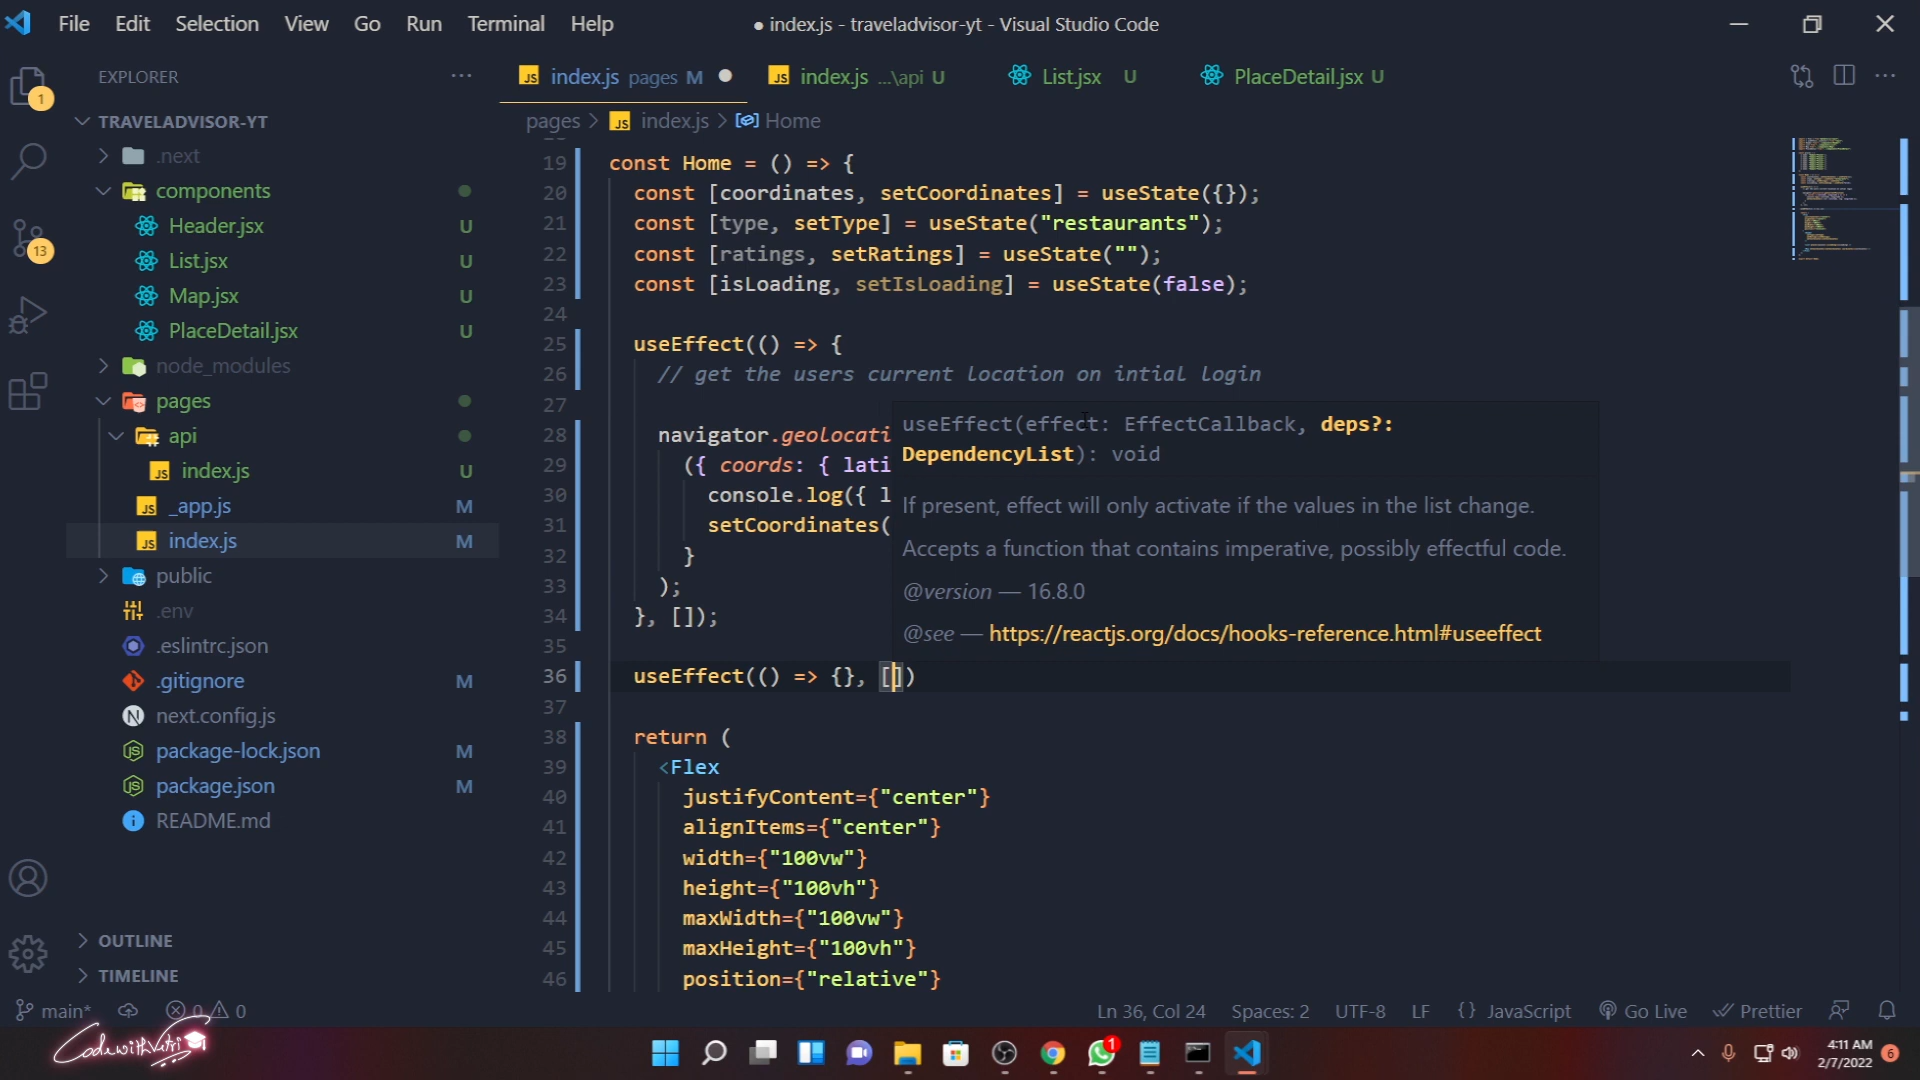 File Edit Selection View Go Run Terminal Help
● index.js - traveladvisor-yt - Visual Studio Code
EXPLORER
TRAVELADVISOR-YT
.next
components
Header.jsx U
List.jsx U
Map.jsx U
PlaceDetail.jsx U
node_modules
pages
api
index.js U
_app.js M
index.js M
public
.env
.eslintrc.json
.gitignore M
next.config.js
package-lock.json M
package.json M
README.md
OUTLINE
TIMELINE
1
13
JS index.js pages M
JS index.js ...\api U
List.jsx U
PlaceDetail.jsx U
pages > JS index.js > Home
19 const Home = () => {
20 const [coordinates, setCoordinates] = useState({});
21 const [type, setType] = useState("restaurants");
22 const [ratings, setRatings] = useState("");
23 const [isLoading, setIsLoading] = useState(false);
24
25 useEffect(() => {
26 // get the users current location on intial login
27
28 navigator.geolocati
29 ({ coords: { lati
30 console.log({ l
31 setCoordinates(
32 }
33 );
34 }, []);
35
36 useEffect(() => {}, [])
37
38 return (
39 <Flex
40 justifyContent={"center"}
41 alignItems={"center"}
42 width={"100vw"}
43 height={"100vh"}
44 maxWidth={"100vw"}
45 maxHeight={"100vh"}
46 position={"relative"}
useEffect(effect: EffectCallback, deps?:
DependencyList): void
If present, effect will only activate if the values in the list change.
Accepts a function that contains imperative, possibly effectful code.
@version — 16.8.0
@see — https://reactjs.org/docs/hooks-reference.html#useeffect
main* 0 0
Ln 36, Col 24 Spaces: 2 UTF-8 LF {} JavaScript Go Live Prettier
CodewithVetri
1
4:11 AM
2/7/2022
6